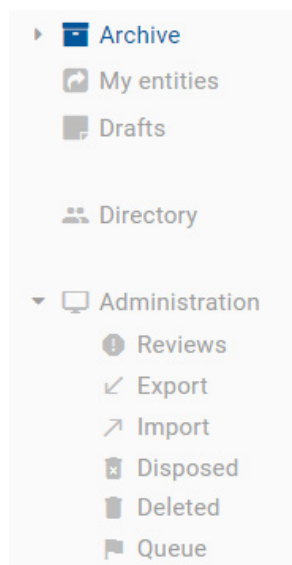 Archive
My entities
Drafts
Directory
Administration
Reviews
Export
Import
Disposed
Deleted
Queue